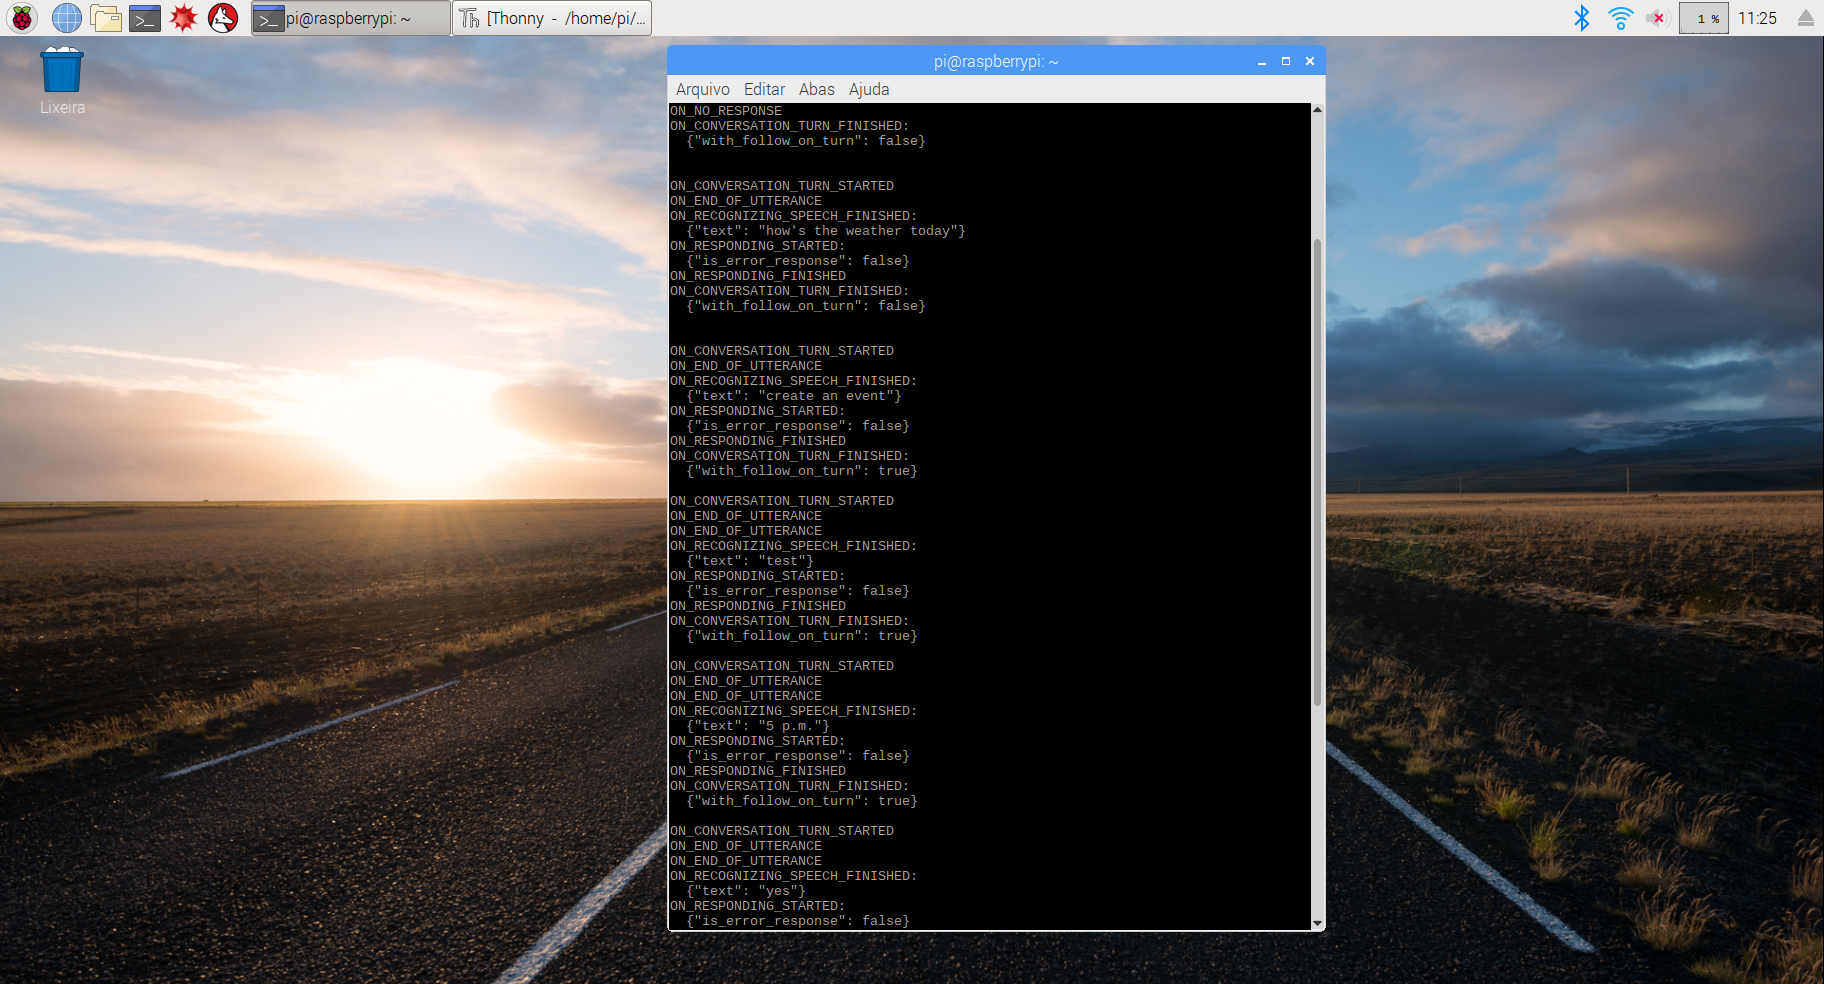 pi@raspberrypi: ~
[Thonny - /home/pi/...
1 %
11:25
Lixeira
pi@raspberrypi: ~
Arquivo Editar Abas Ajuda
ON_NO_RESPONSE
ON_CONVERSATION_TURN_FINISHED:
  {"with_follow_on_turn": false}
ON_CONVERSATION_TURN_STARTED
ON_END_OF_UTTERANCE
ON_RECOGNIZING_SPEECH_FINISHED:
  {"text": "how's the weather today"}
ON_RESPONDING_STARTED:
  {"is_error_response": false}
ON_RESPONDING_FINISHED
ON_CONVERSATION_TURN_FINISHED:
  {"with_follow_on_turn": false}
ON_CONVERSATION_TURN_STARTED
ON_END_OF_UTTERANCE
ON_RECOGNIZING_SPEECH_FINISHED:
  {"text": "create an event"}
ON_RESPONDING_STARTED:
  {"is_error_response": false}
ON_RESPONDING_FINISHED
ON_CONVERSATION_TURN_FINISHED:
  {"with_follow_on_turn": true}
ON_CONVERSATION_TURN_STARTED
ON_END_OF_UTTERANCE
ON_END_OF_UTTERANCE
ON_RECOGNIZING_SPEECH_FINISHED:
  {"text": "test"}
ON_RESPONDING_STARTED:
  {"is_error_response": false}
ON_RESPONDING_FINISHED
ON_CONVERSATION_TURN_FINISHED:
  {"with_follow_on_turn": true}
ON_CONVERSATION_TURN_STARTED
ON_END_OF_UTTERANCE
ON_END_OF_UTTERANCE
ON_RECOGNIZING_SPEECH_FINISHED:
  {"text": "5 p.m."}
ON_RESPONDING_STARTED:
  {"is_error_response": false}
ON_RESPONDING_FINISHED
ON_CONVERSATION_TURN_FINISHED:
  {"with_follow_on_turn": true}
ON_CONVERSATION_TURN_STARTED
ON_END_OF_UTTERANCE
ON_END_OF_UTTERANCE
ON_RECOGNIZING_SPEECH_FINISHED:
  {"text": "yes"}
ON_RESPONDING_STARTED:
  {"is_error_response": false}